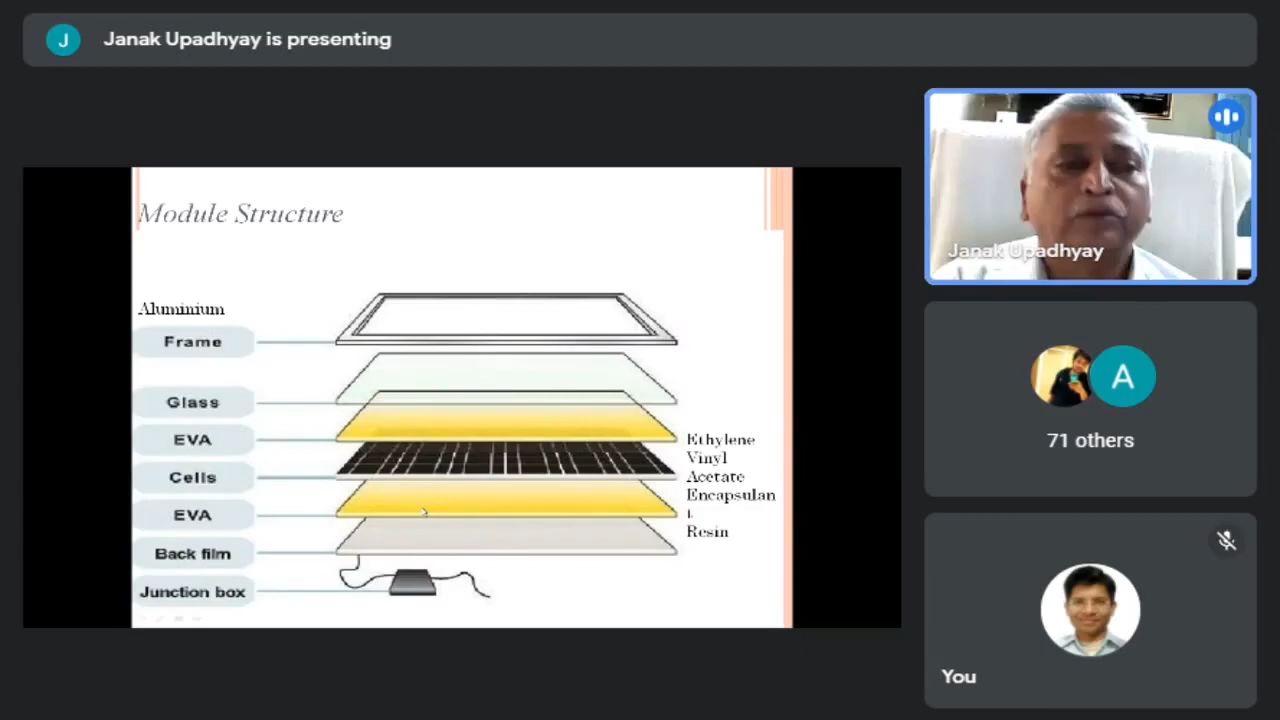 J
Janak Upadhyay is presenting
Module Structure
Aluminium
Frame
Glass
EVA
Cells
EVA
Back film
Junction box
Ethylene
Vinyl
Acetate
Encapsulan
t
Resin
Janak Upadhyay
A
71 others
You